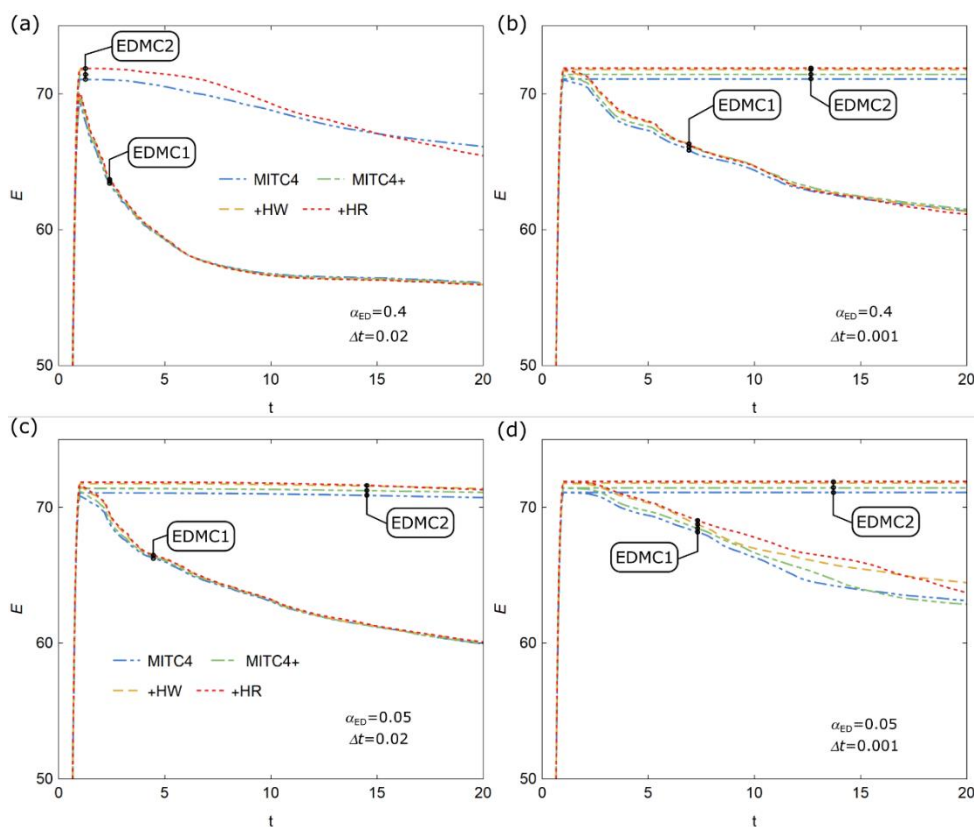 (a)
EDMC2
70
EDMC1
E
MITC4 MITC4+
+HW +HR
60
αED=0.4
Δt=0.02
50
0 5 10 15 20
t
(b)
70
EDMC1
EDMC2
E
60
αED=0.4
Δt=0.001
50
0 5 10 15 20
t
(c)
70
EDMC1
EDMC2
E
60
MITC4 MITC4+
+HW +HR
αED=0.05
Δt=0.02
50
0 5 10 15 20
t
(d)
70
EDMC2
EDMC1
E
60
αED=0.05
Δt=0.001
50
0 5 10 15 20
t